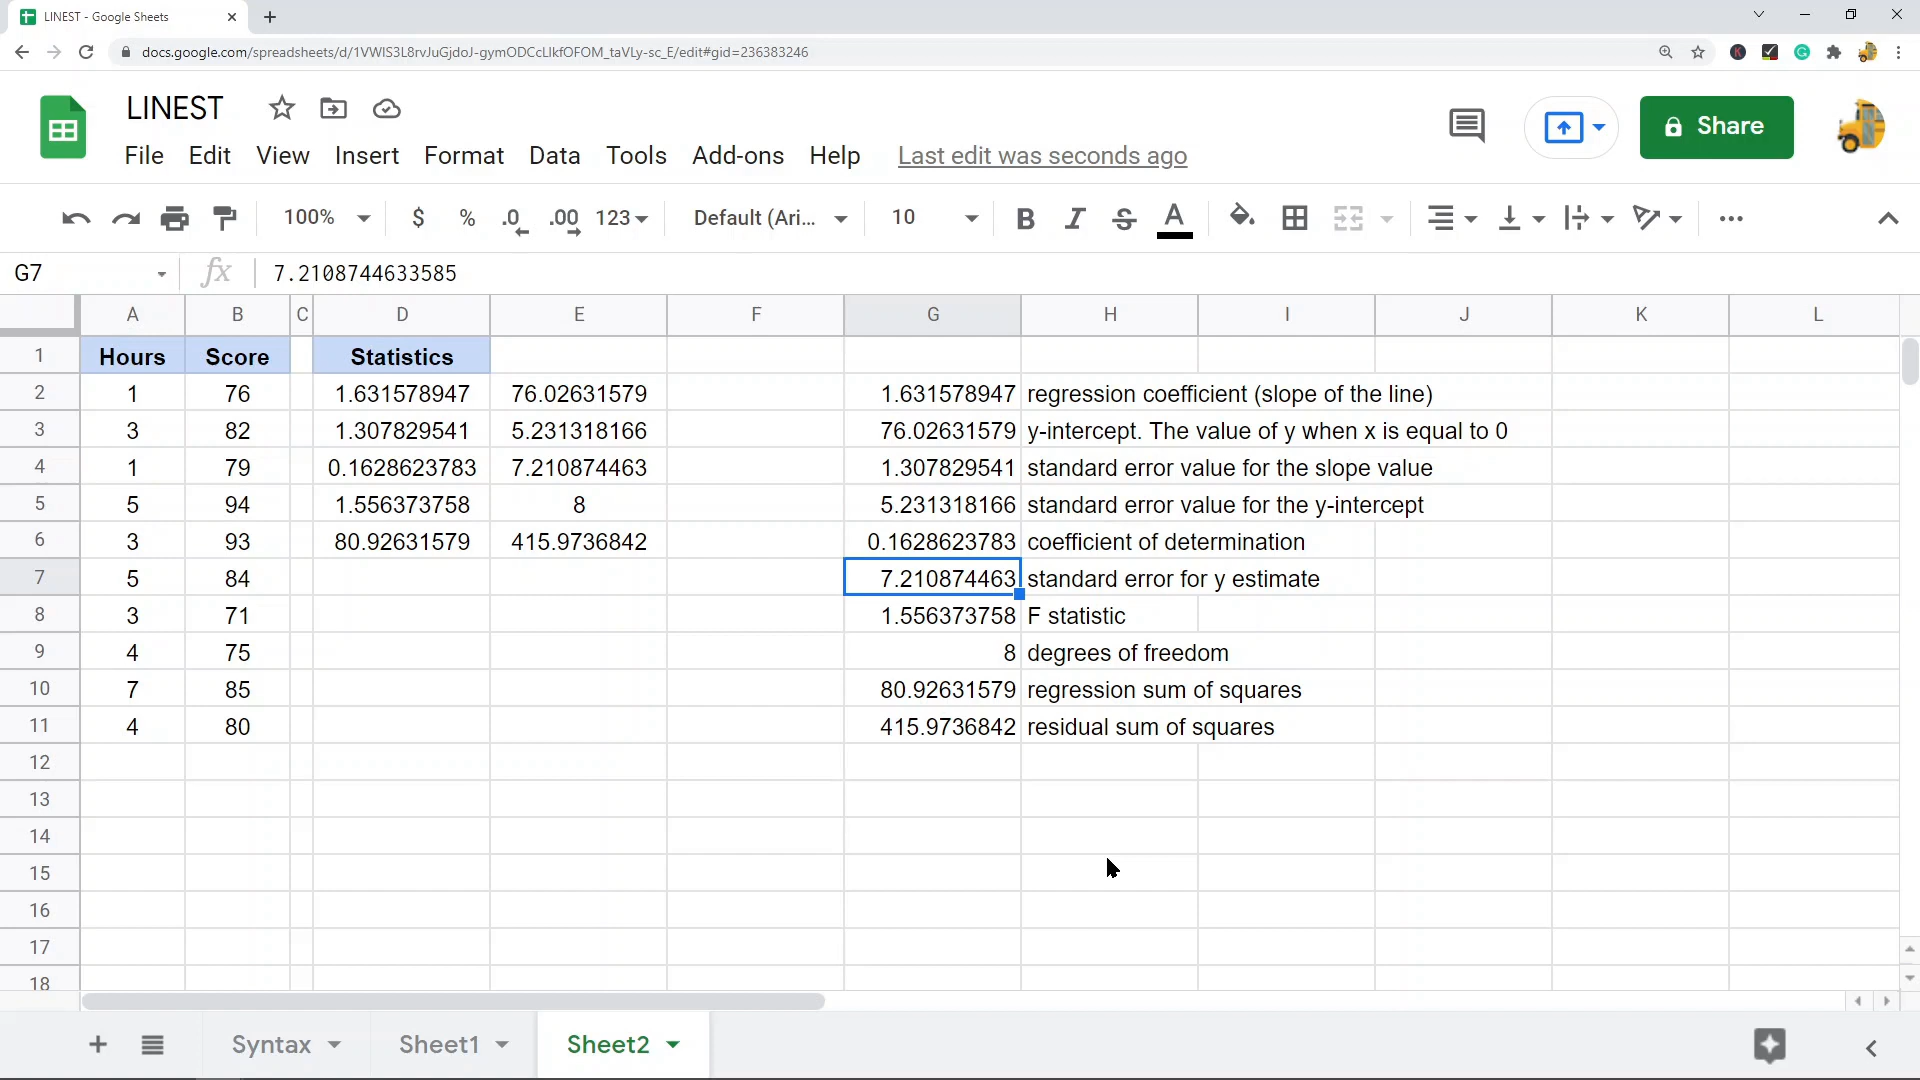 LINEST - Google Sheets
docs.google.com/spreadsheets/d/1VWIS3L8rvJuGjdoJ-gymODCcLIkfOFOM_taVLy-sc_E/edit#gid=236383246
LINEST
Share
File Edit View Insert Format Data Tools Add-ons Help Last edit was seconds ago
100% $ % .0 .00 123 Default (Ari... 10 B I S A
G7 fx 7.2108744633585
A B C D E F G H I J K L
1 Hours Score Statistics
2 1 76 1.631578947 76.02631579 1.631578947 regression coefficient (slope of the line)
3 3 82 1.307829541 5.231318166 76.02631579 y-intercept. The value of y when x is equal to 0
4 1 79 0.1628623783 7.210874463 1.307829541 standard error value for the slope value
5 5 94 1.556373758 8 5.231318166 standard error value for the y-intercept
6 3 93 80.92631579 415.9736842 0.1628623783 coefficient of determination
7 5 84 7.210874463 standard error for y estimate
8 3 71 1.556373758 F statistic
9 4 75 8 degrees of freedom
10 7 85 80.92631579 regression sum of squares
11 4 80 415.9736842 residual sum of squares
12
13
14
15
16
17
18
Syntax Sheet1 Sheet2